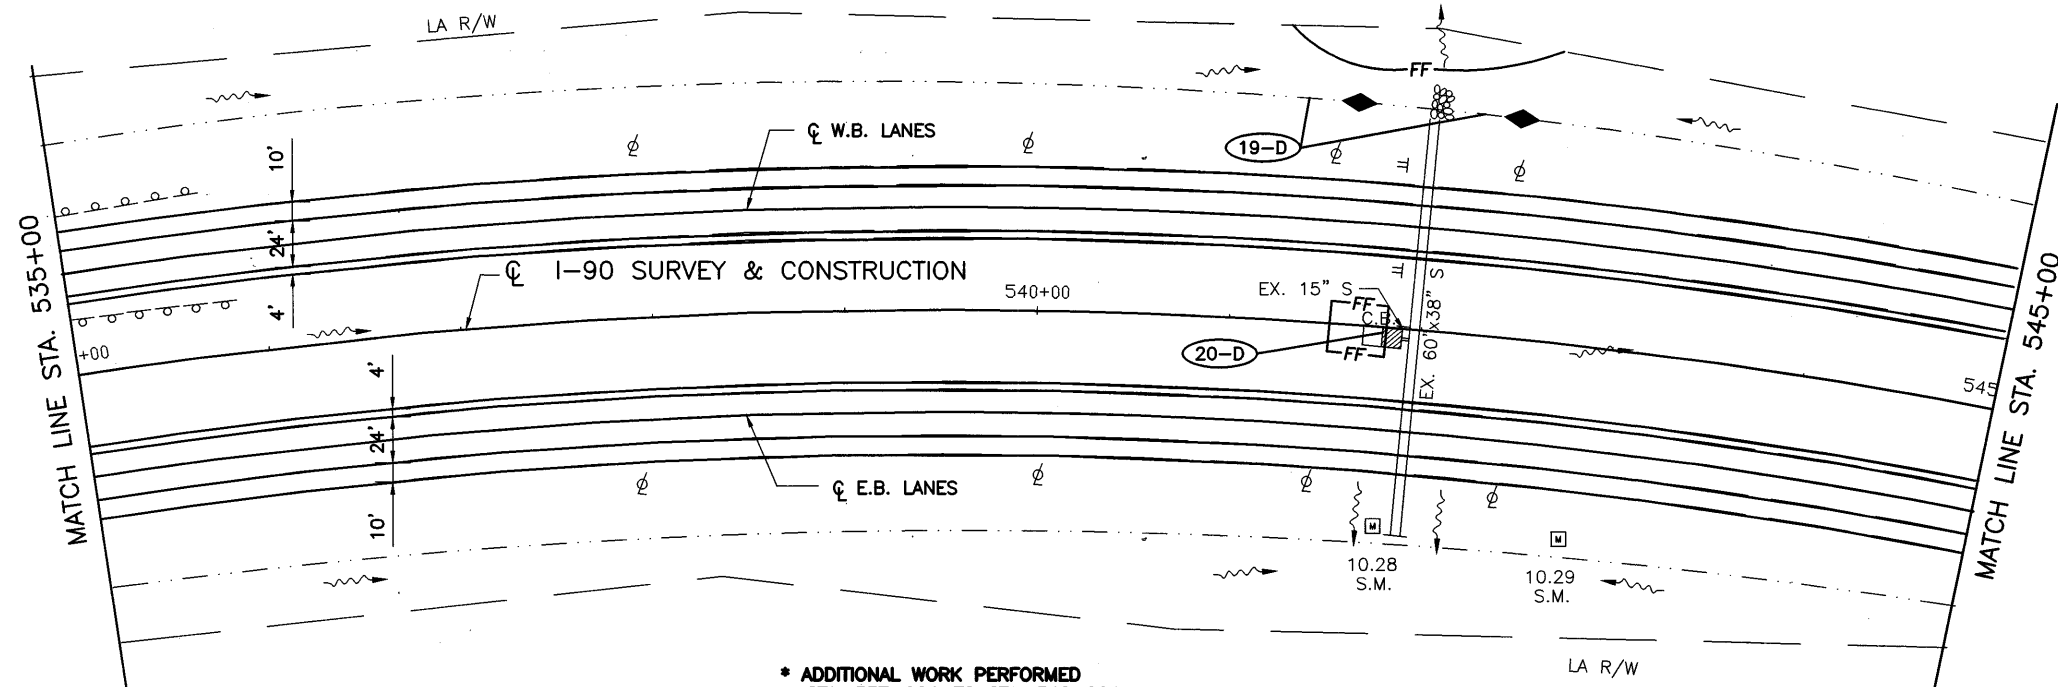 LA R/W
FF
℄ W.B. LANES
19-D
10'
24'
4'
MATCH LINE STA. 535+00
℄ I-90 SURVEY & CONSTRUCTION
540+00
EX. 15" S
FF
C.B.
FF
20-D
S
EX. 60"x38"
+00
545
MATCH LINE STA. 545+00
4'
24'
10'
℄ E.B. LANES
M
M
10.28
S.M.
10.29
S.M.
LA R/W
* ADDITIONAL WORK PERFORMED